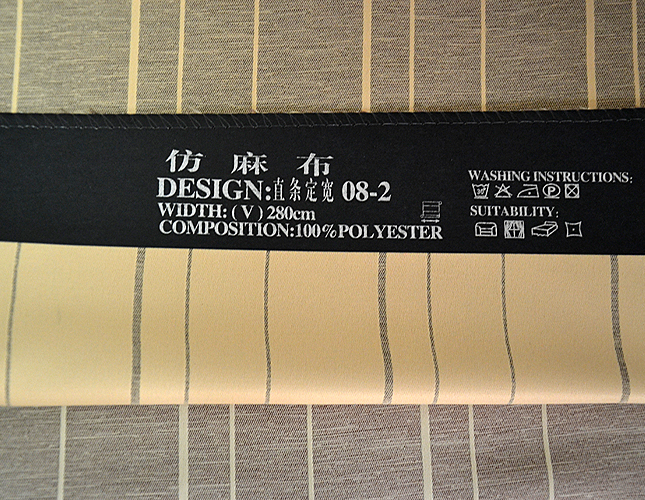 仿麻布
DESIGN:直条定宽 08-2
WIDTH: (V) 280cm
COMPOSITION:100%POLYESTER
WASHING INSTRUCTIONS:
SUITABILITY: